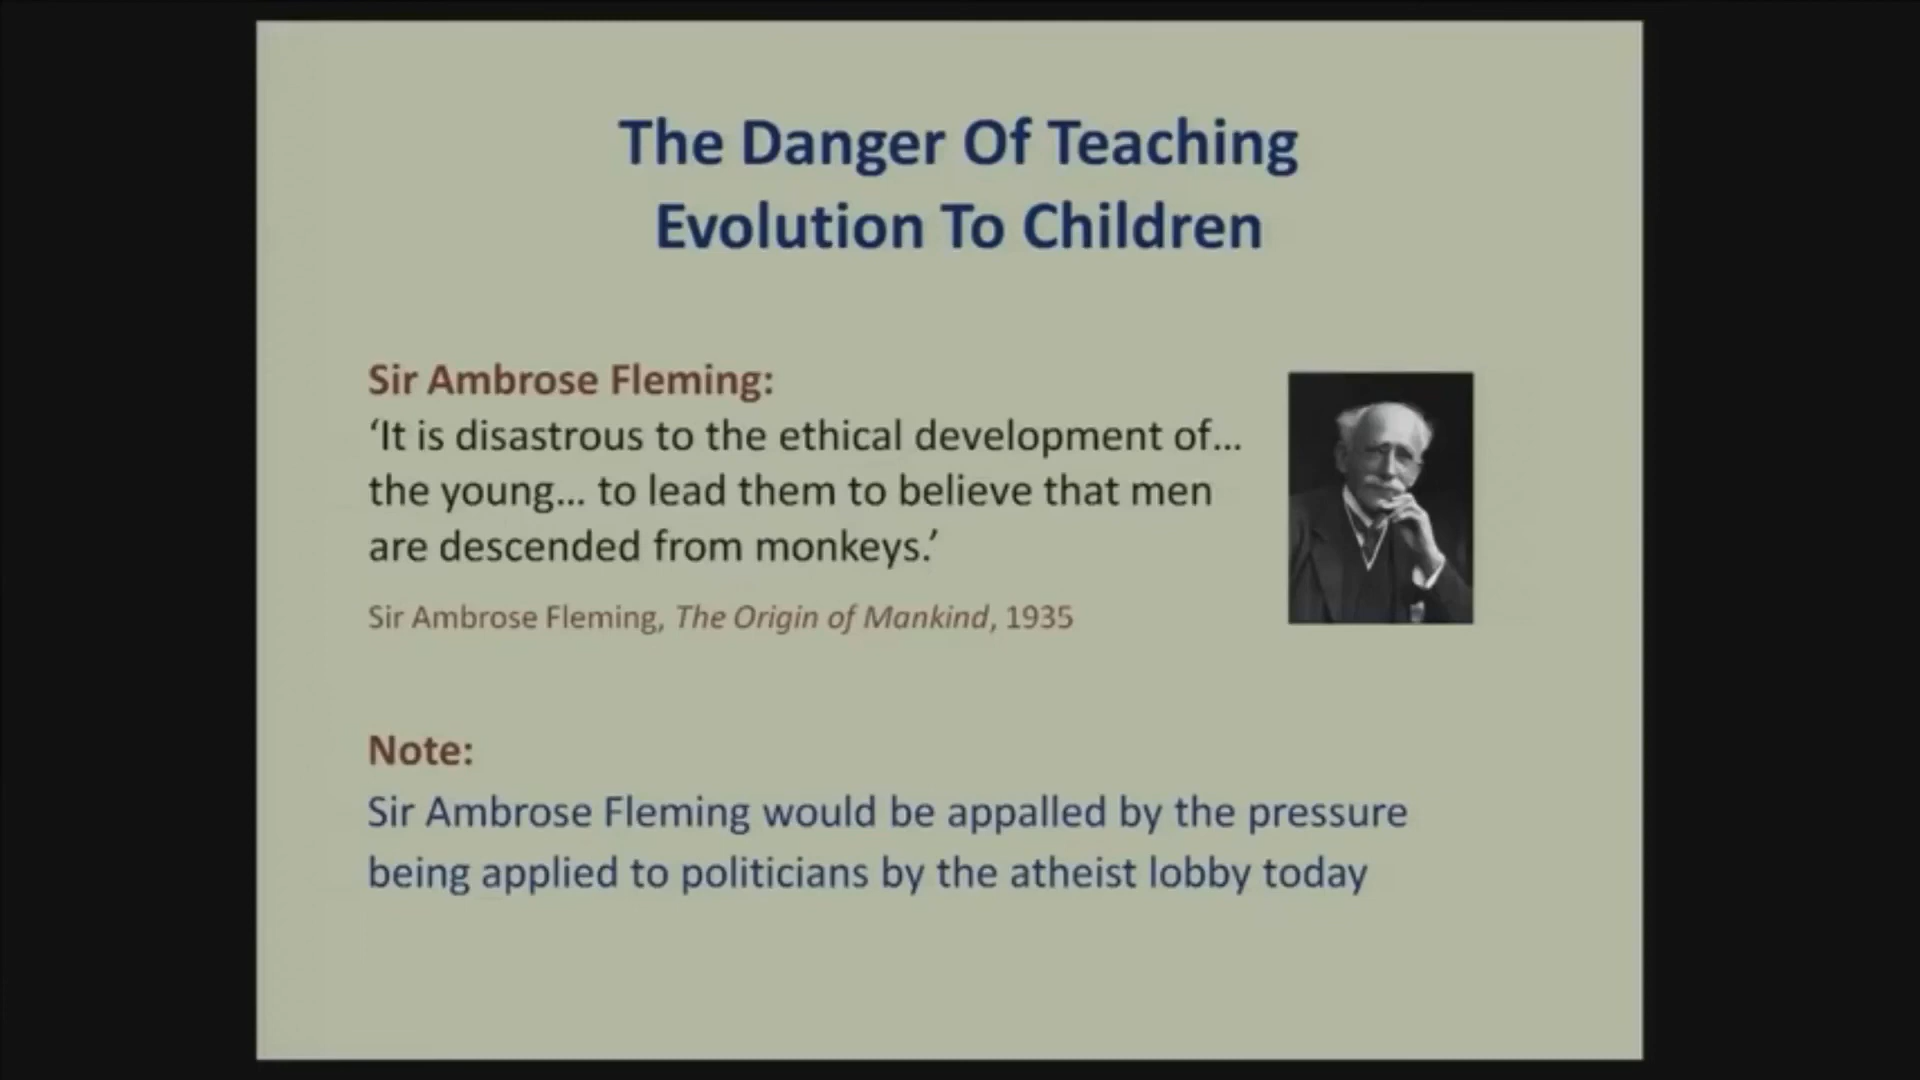 The Danger Of Teaching
Evolution To Children
Sir Ambrose Fleming:
‘It is disastrous to the ethical development of...
the young... to lead them to believe that men
are descended from monkeys.’
Sir Ambrose Fleming, The Origin of Mankind, 1935
Note:
Sir Ambrose Fleming would be appalled by the pressure
being applied to politicians by the atheist lobby today